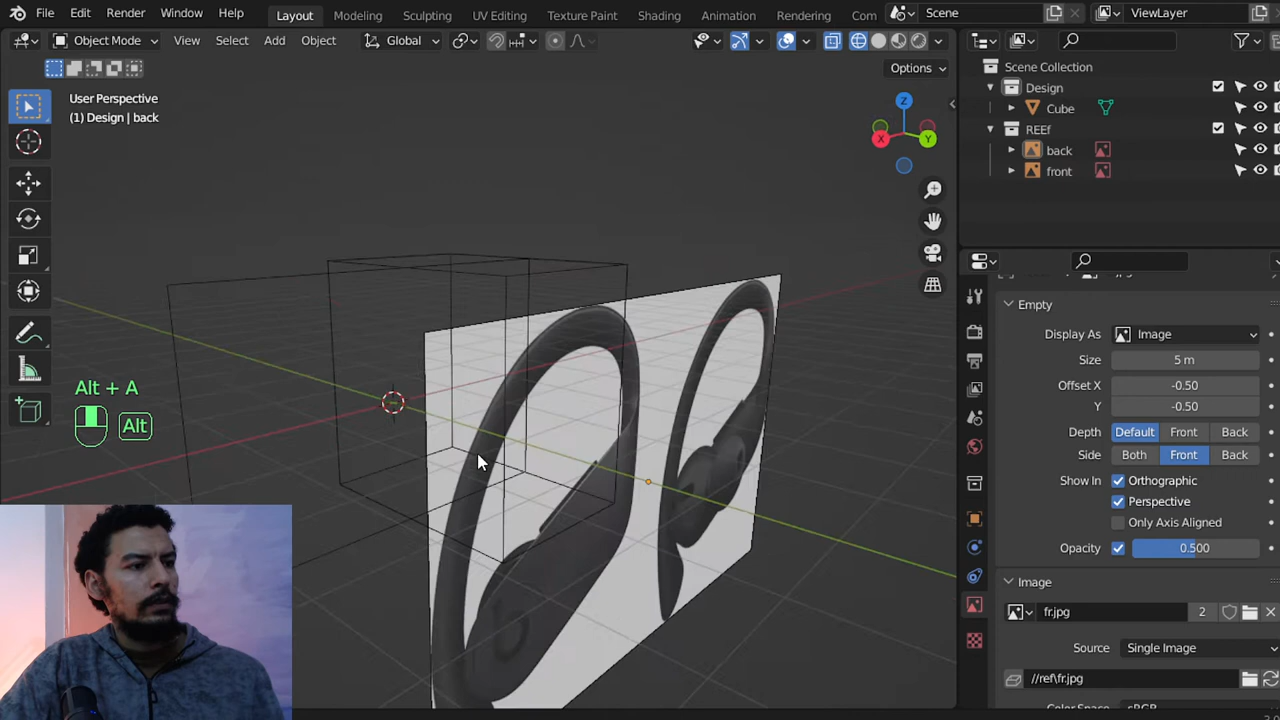 File Edit Render Window Help Layout Modeling Sculpting UV Editing Texture Paint Shading Animation Rendering Com Scene ViewLayer
Object Mode View Select Add Object Global
Options
User Perspective
(1) Design | back
Z
X
Y
Alt + A
Alt
Scene Collection
Design
Cube
REEf
back
front
Empty
Display As Image
Size 5 m
Offset X -0.50
Y -0.50
Depth Default Front Back
Side Both Front Back
Show In Orthographic
Perspective
Only Axis Aligned
Opacity 0.500
Image
fr.jpg 2
Source Single Image
//ref\fr.jpg